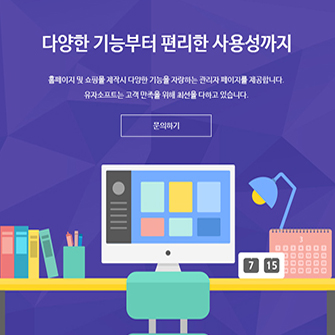 다양한 기능부터 편리한 사용성까지
홈페이지 및 쇼핑몰 제작시 다양한 기능을 자랑하는 관리자 페이지를 제공합니다.
유자소프트는 고객 만족을 위해 최선을 다하고 있습니다.
문의하기
7 15